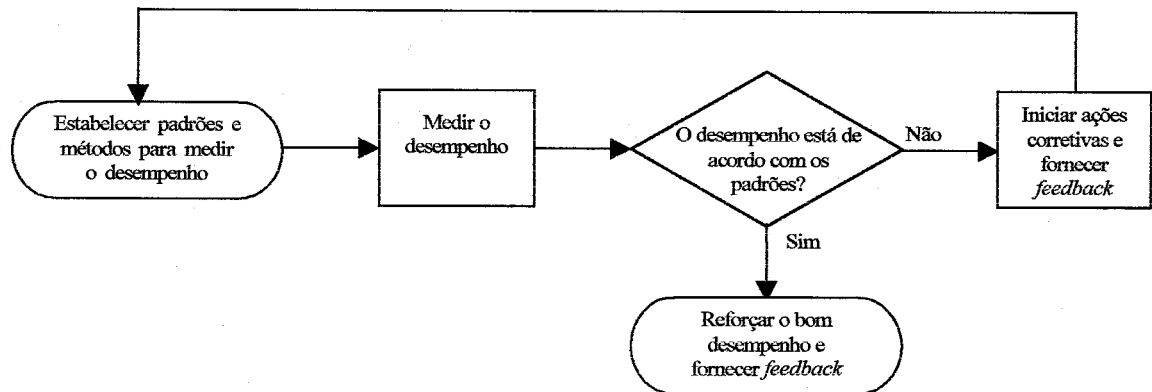 Estabelecer padrões e
métodos para medir
o desempenho
Medir o
desempenho
O desempenho está de
acordo com os
padrões?
Não
Iniciar ações
corretivas e
fornecer
feedback
Sim
Reforçar o bom
desempenho e
fornecer feedback